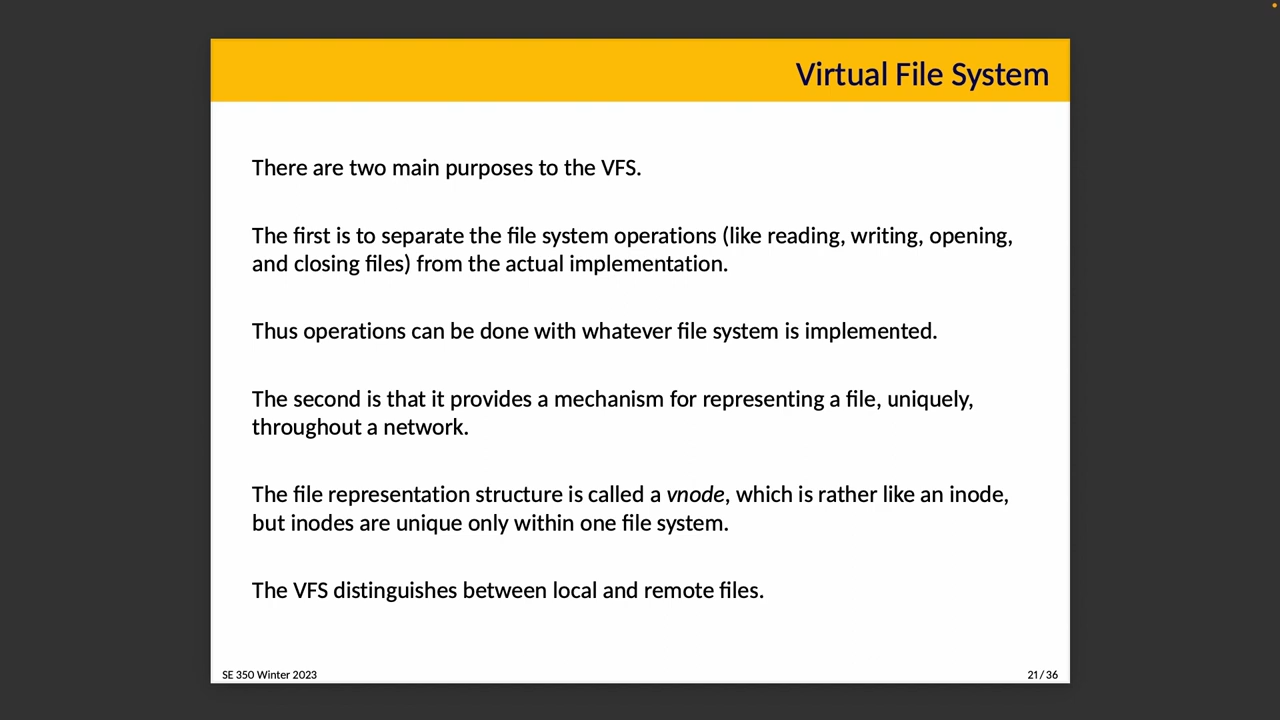 Virtual File System
There are two main purposes to the VFS.
The first is to separate the file system operations (like reading, writing, opening,
and closing files) from the actual implementation.
Thus operations can be done with whatever file system is implemented.
The second is that it provides a mechanism for representing a file, uniquely,
throughout a network.
The file representation structure is called a vnode, which is rather like an inode,
but inodes are unique only within one file system.
The VFS distinguishes between local and remote files.
SE 350 Winter 2023
21 / 36